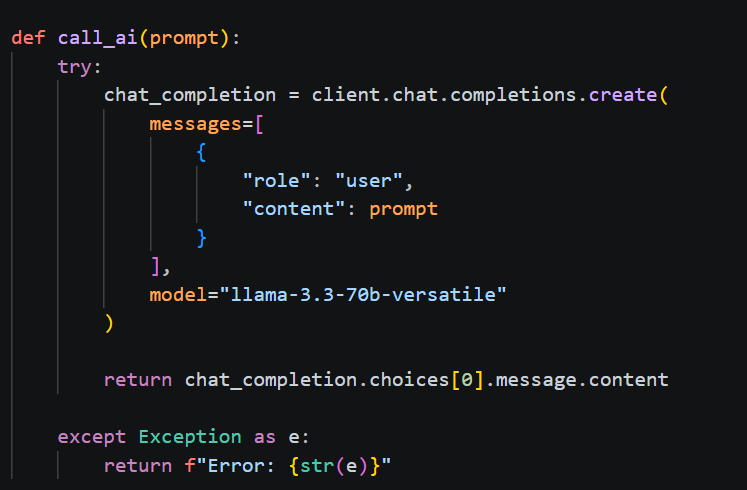 def call_ai(prompt):
    try:
        chat_completion = client.chat.completions.create(
            messages=[
                {
                    "role": "user",
                    "content": prompt
                }
            ],
            model="llama-3.3-70b-versatile"
        )

        return chat_completion.choices[0].message.content

    except Exception as e:
        return f"Error: {str(e)}"